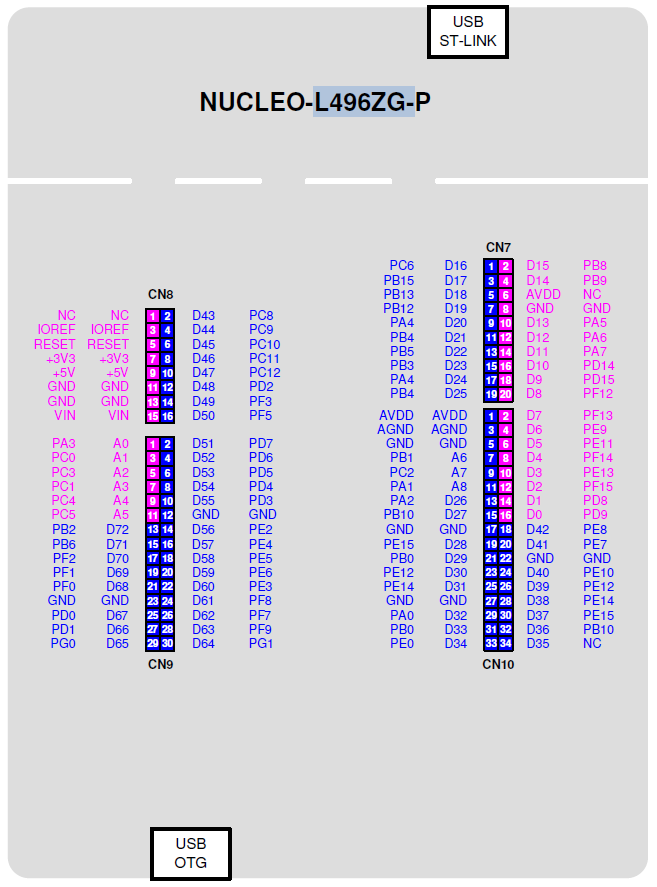 USB
ST-LINK
NUCLEO-L496ZG-P
CN7
PC6 D16 1 2 D15 PB8
PB15 D17 3 4 D14 PB9
PB13 D18 5 6 AVDD NC
PB12 D19 7 8 GND GND
PA4 D20 9 10 D13 PA5
PB4 D21 11 12 D12 PA6
PB5 D22 13 14 D11 PA7
PB3 D23 15 16 D10 PD14
PA4 D24 17 18 D9 PD15
PB4 D25 19 20 D8 PF12
CN8
NC NC 1 2 D43 PC8
IOREF IOREF 3 4 D44 PC9
RESET RESET 5 6 D45 PC10
+3V3 +3V3 7 8 D46 PC11
+5V +5V 9 10 D47 PC12
GND GND 11 12 D48 PD2
GND GND 13 14 D49 PF3
VIN VIN 15 16 D50 PF5
AVDD AVDD 1 2 D7 PF13
AGND AGND 3 4 D6 PE9
GND GND 5 6 D5 PE11
PB1 A6 7 8 D4 PF14
PC2 A7 9 10 D3 PE13
PA1 A8 11 12 D2 PF15
PA2 D26 13 14 D1 PD8
PB10 D27 15 16 D0 PD9
GND GND 17 18 D42 PE8
PE15 D28 19 20 D41 PE7
PB0 D29 21 22 GND GND
PE12 D30 23 24 D40 PE10
PE14 D31 25 26 D39 PE12
GND GND 27 28 D38 PE14
PA0 D32 29 30 D37 PE15
PB0 D33 31 32 D36 PB10
PE0 D34 33 34 D35 NC
CN10
PA3 A0 1 2 D51 PD7
PC0 A1 3 4 D52 PD6
PC3 A2 5 6 D53 PD5
PC1 A3 7 8 D54 PD4
PC4 A4 9 10 D55 PD3
PC5 A5 11 12 GND GND
PB2 D72 13 14 D56 PE2
PB6 D71 15 16 D57 PE4
PF2 D70 17 18 D58 PE5
PF1 D69 19 20 D59 PE6
PF0 D68 21 22 D60 PE3
GND GND 23 24 D61 PF8
PD0 D67 25 26 D62 PF7
PD1 D66 27 28 D63 PF9
PG0 D65 29 30 D64 PG1
CN9
USB
OTG